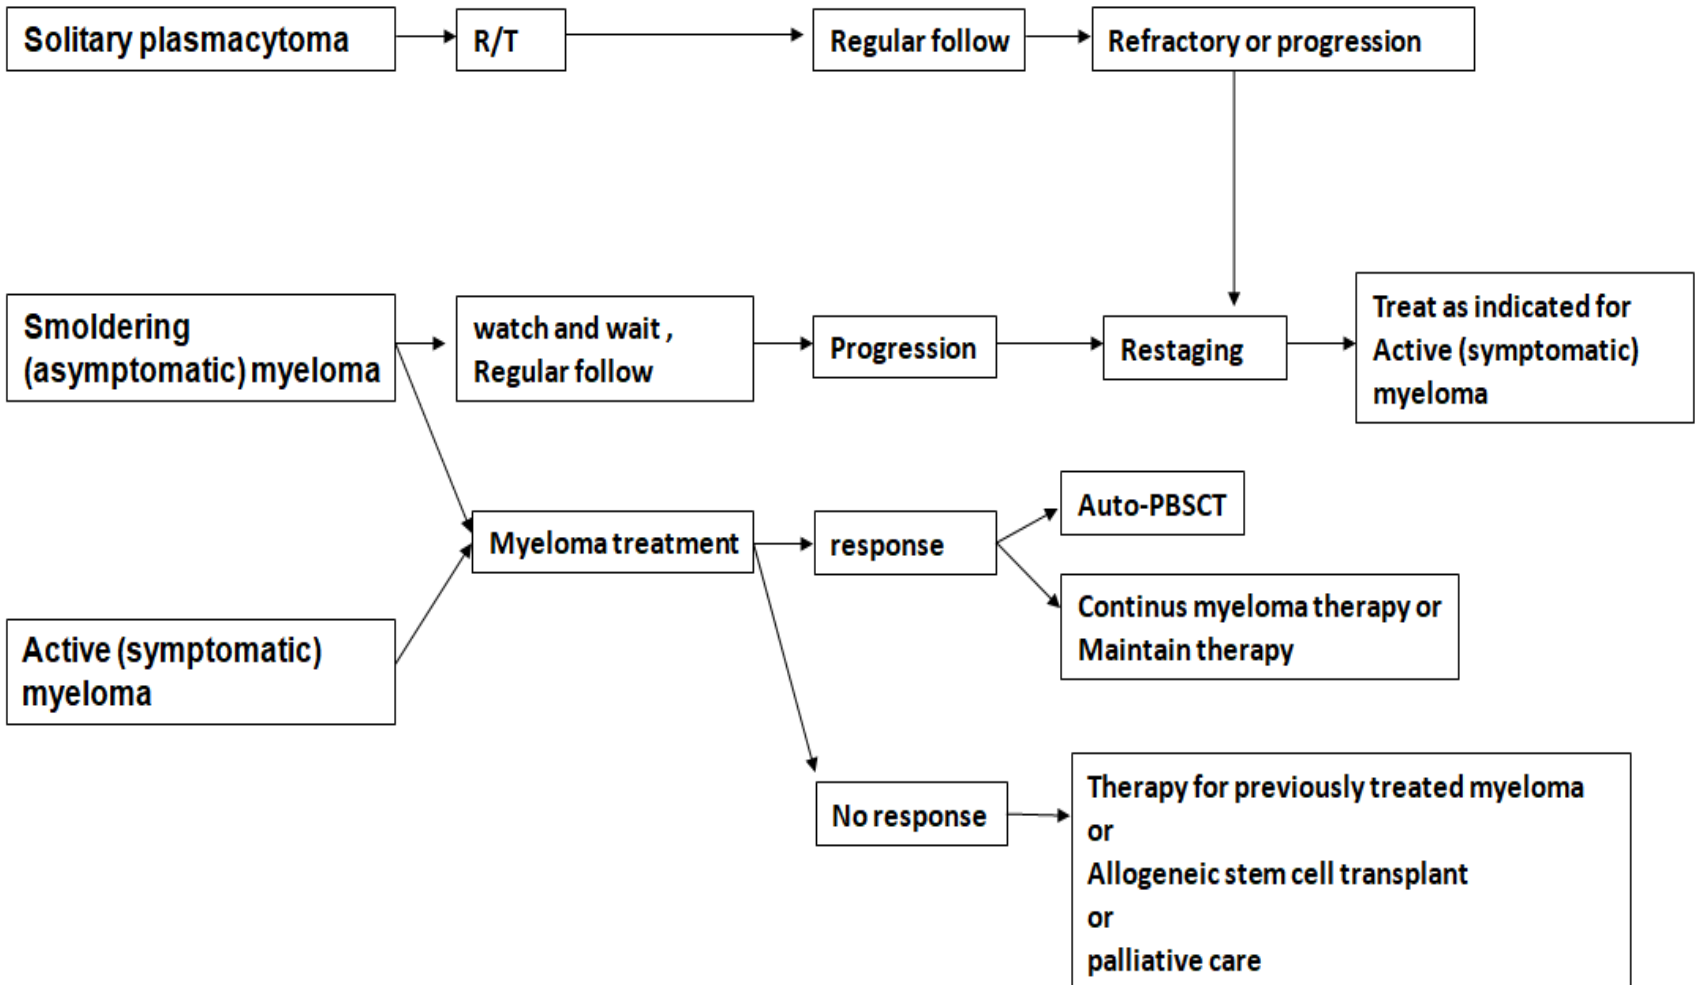 Solitary plasmacytoma
R/T
Regular follow
Refractory or progression
Smoldering
(asymptomatic) myeloma
watch and wait ,
Regular follow
Progression
Restaging
Treat as indicated for
Active (symptomatic)
myeloma
Myeloma treatment
response
Auto-PBSCT
Continus myeloma therapy or
Maintain therapy
Active (symptomatic)
myeloma
No response
Therapy for previously treated myeloma
or
Allogeneic stem cell transplant
or
palliative care